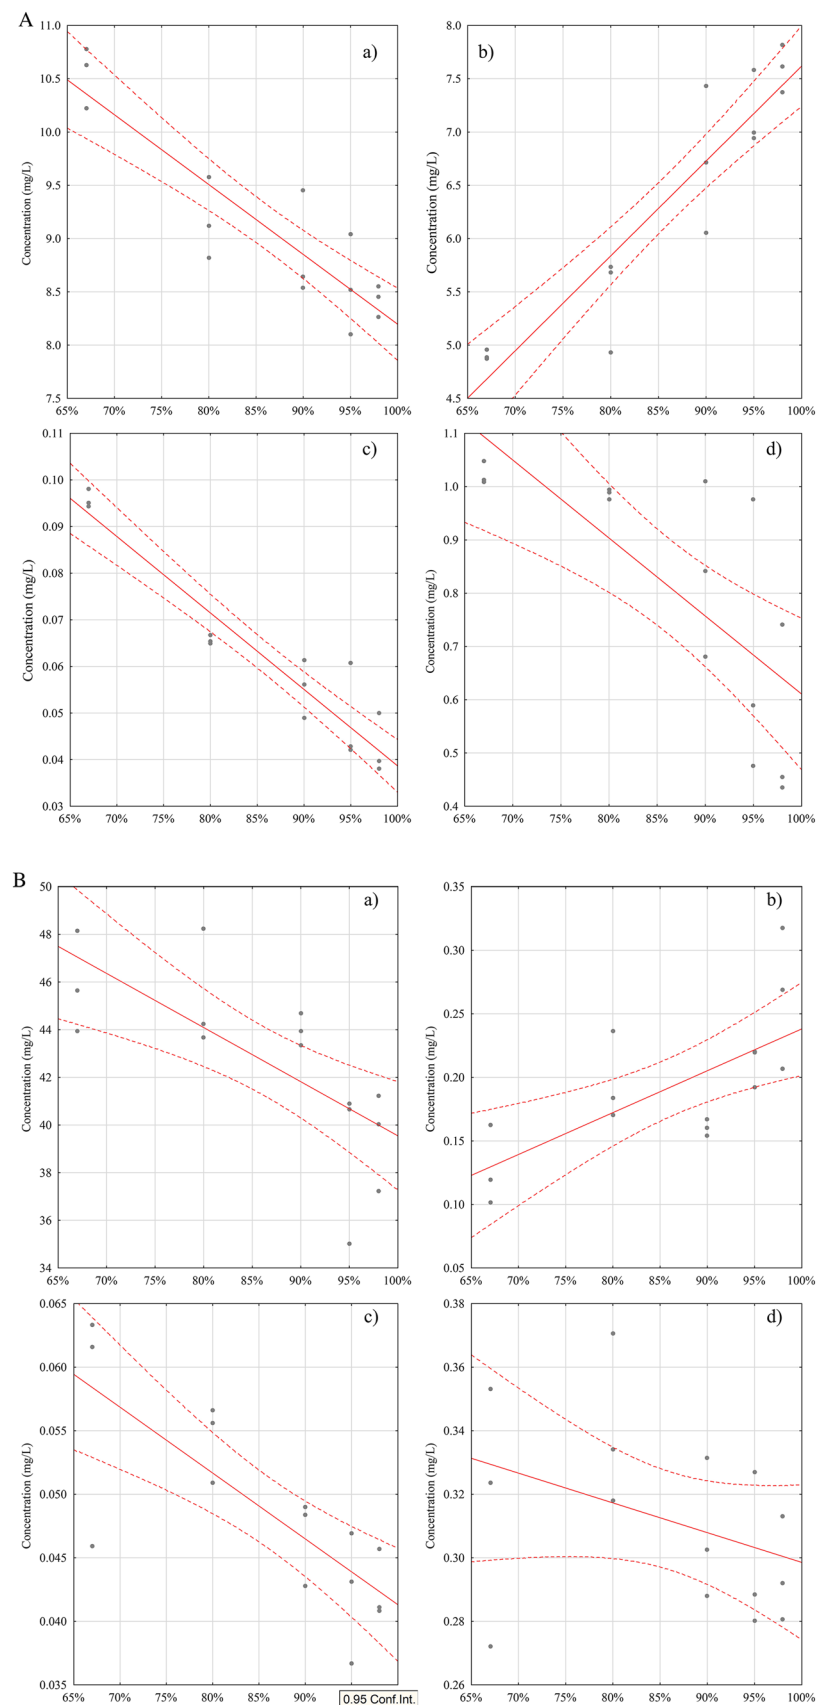 A
a)
Concentration (mg/L)
11.0
10.5
10.0
9.5
9.0
8.5
8.0
7.5
65% 70% 75% 80% 85% 90% 95% 100%
b)
Concentration (mg/L)
8.0
7.5
7.0
6.5
6.0
5.5
5.0
4.5
65% 70% 75% 80% 85% 90% 95% 100%
c)
Concentration (mg/L)
0.11
0.10
0.09
0.08
0.07
0.06
0.05
0.04
0.03
65% 70% 75% 80% 85% 90% 95% 100%
d)
Concentration (mg/L)
1.1
1.0
0.9
0.8
0.7
0.6
0.5
0.4
65% 70% 75% 80% 85% 90% 95% 100%
B
a)
Concentration (mg/L)
50
48
46
44
42
40
38
36
34
65% 70% 75% 80% 85% 90% 95% 100%
b)
Concentration (mg/L)
0.35
0.30
0.25
0.20
0.15
0.10
0.05
65% 70% 75% 80% 85% 90% 95% 100%
c)
Concentration (mg/L)
0.065
0.060
0.055
0.050
0.045
0.040
0.035
65% 70% 75% 80% 85% 90% 95% 100%
0.95 Conf.Int.
d)
Concentration (mg/L)
0.38
0.36
0.34
0.32
0.30
0.28
0.26
65% 70% 75% 80% 85% 90% 95% 100%